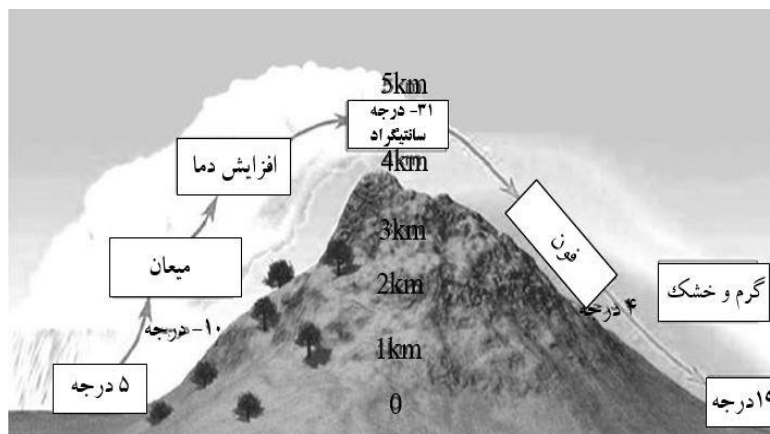 5km
-۳۱ درجه
سانتیگراد
4km
افزایش دما
3km
فون
میعان
2km
گرم و خشک
۴ درجه
-۱۰ درجه
1km
۵ درجه
0
۱۹درجه